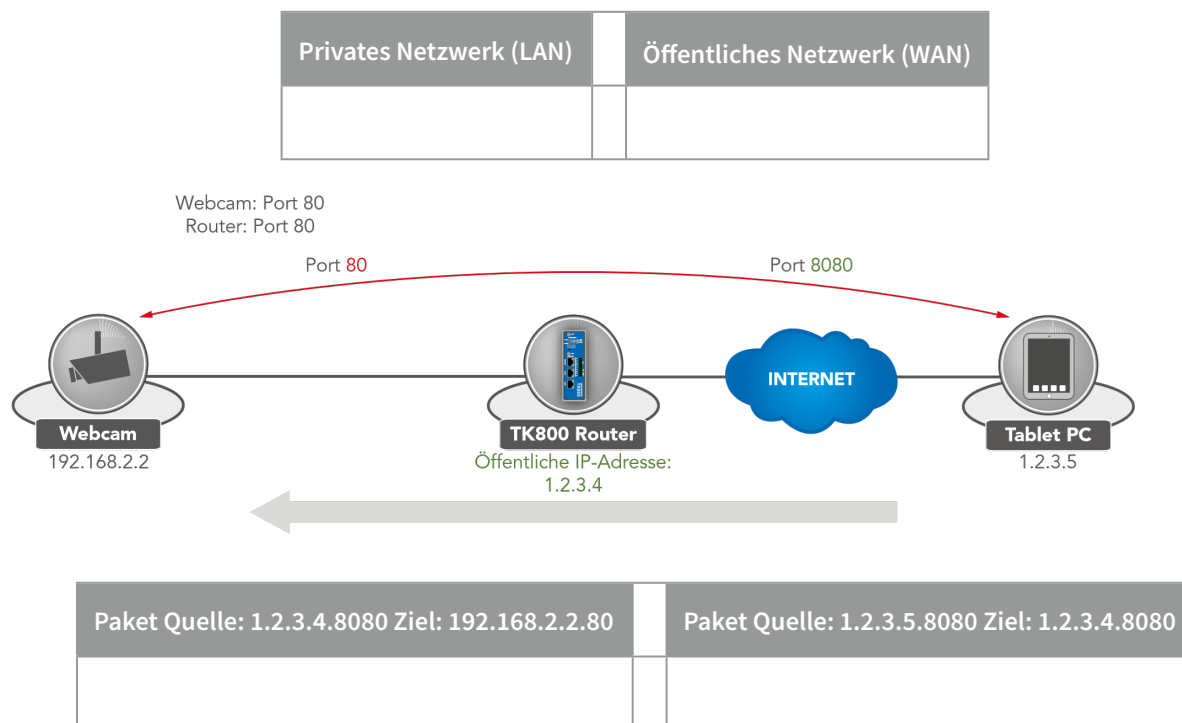 Privates Netzwerk (LAN)
Öffentliches Netzwerk (WAN)
Webcam: Port 80
Router: Port 80
Port 80
Port 8080
INTERNET
Webcam
192.168.2.2
TK800 Router
Öffentliche IP-Adresse:
1.2.3.4
Tablet PC
1.2.3.5
Paket Quelle: 1.2.3.4.8080 Ziel: 192.168.2.2.80
Paket Quelle: 1.2.3.5.8080 Ziel: 1.2.3.4.8080